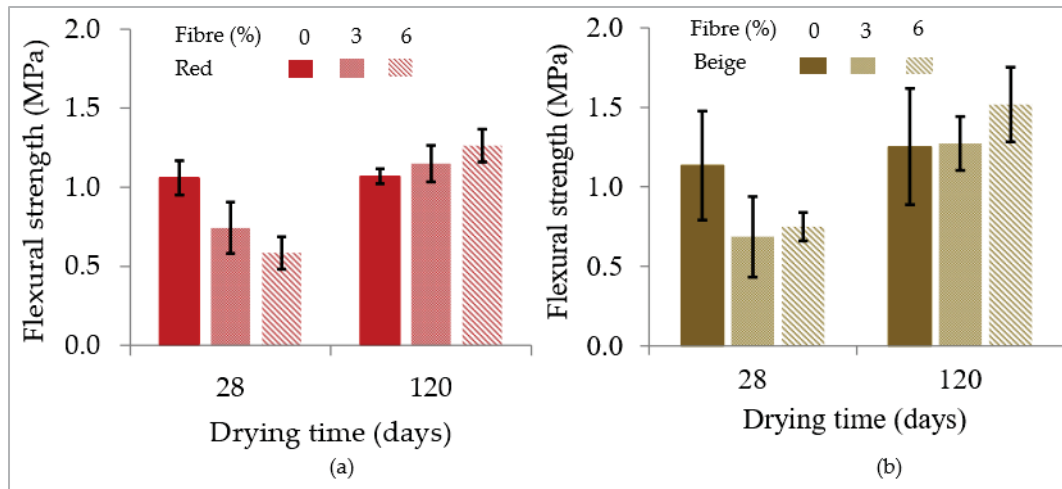 Flexural strength (MPa)
2.0
1.5
1.0
0.5
0.0
Fibre (%) 0 3 6
Red
28 120
Drying time (days)
(a)
Flexural strength (MPa)
2.0
1.5
1.0
0.5
0.0
Fibre (%) 0 3 6
Beige
28 120
Drying time (days)
(b)